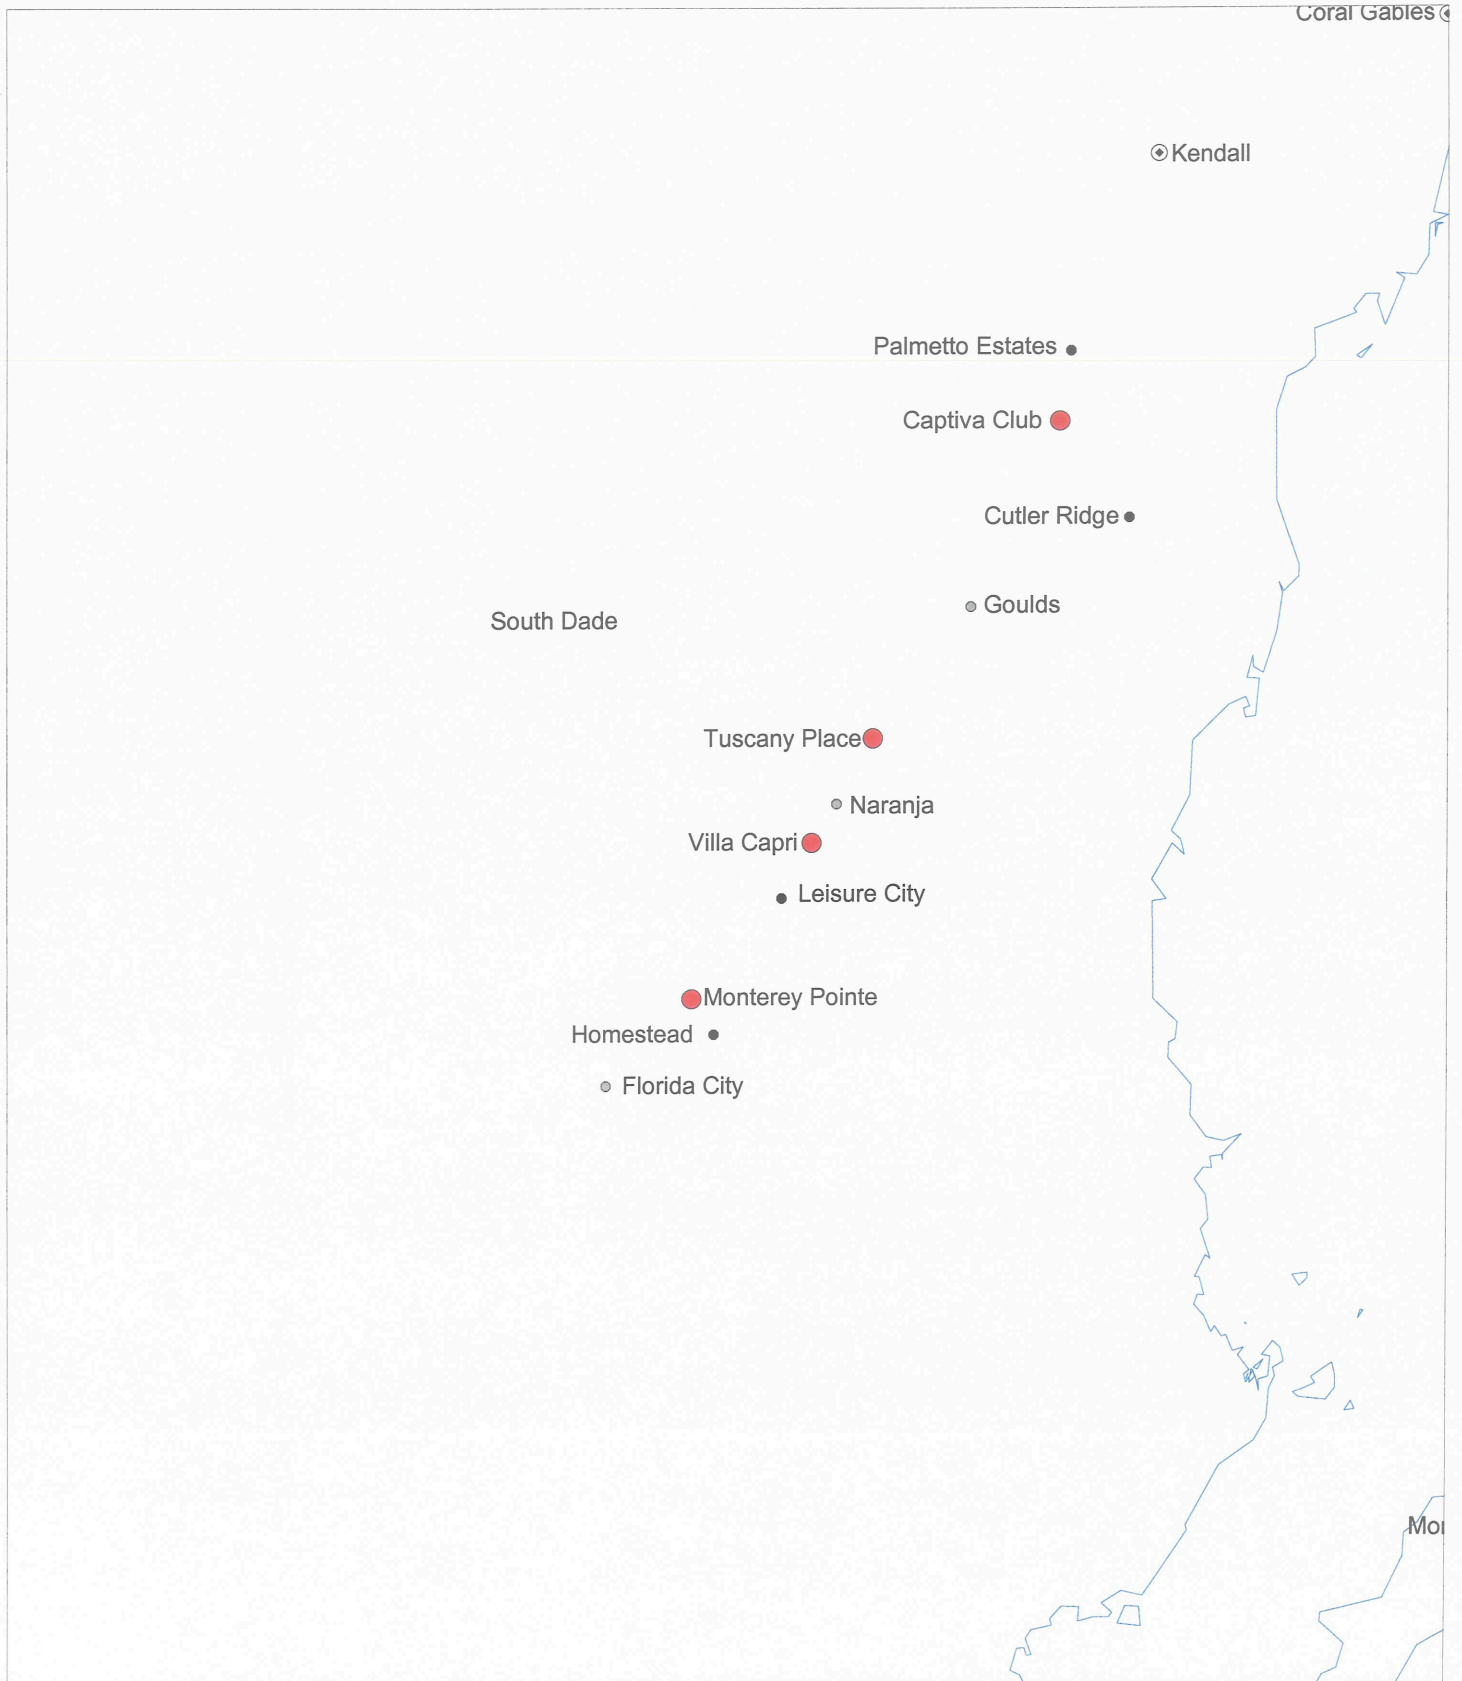 Coral Gables
Kendall
Palmetto Estates
Captiva Club
Cutler Ridge
Goulds
South Dade
Tuscany Place
Naranja
Villa Capri
Leisure City
Monterey Pointe
Homestead
Florida City